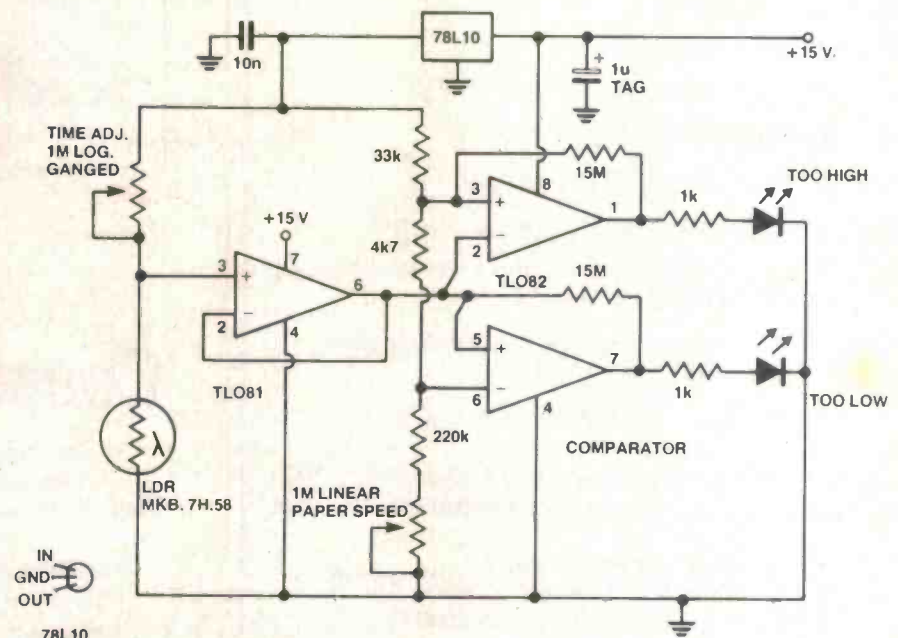 78L10
10n
+15 V.
+
1u
TAG
TIME ADJ.
1M LOG.
GANGED
33k
15M
TOO HIGH
+15 V
3
+
8
1
1k
4k7
2
−
TLO82
15M
3
+
7
6
2
−
4
TLO81
5
+
7
6
−
1k
TOO LOW
4
λ
220k
COMPARATOR
LDR
MKB. 7H.58
1M LINEAR
PAPER SPEED
IN
GND
OUT
78L10